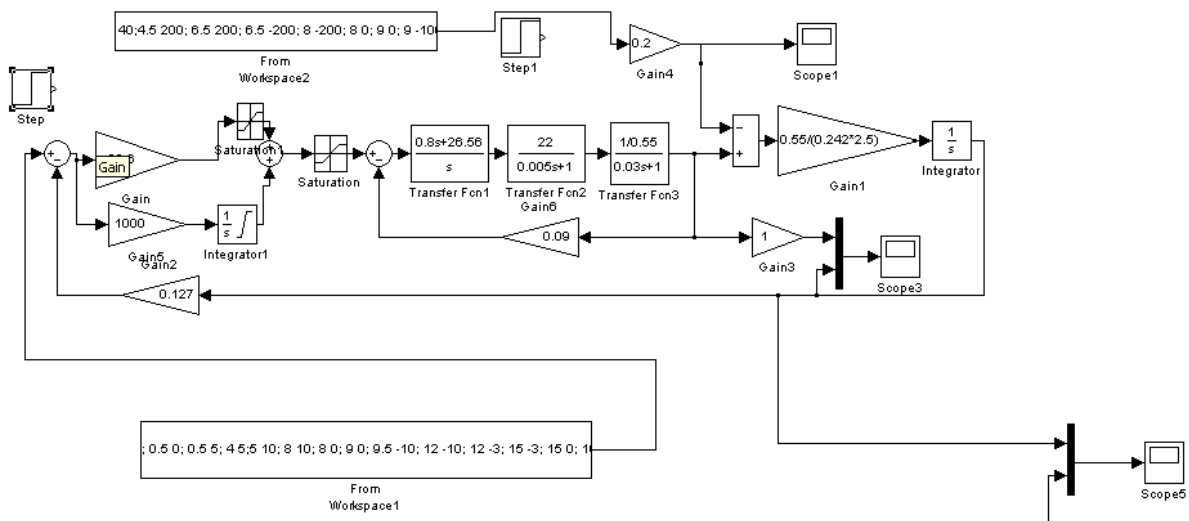 40;4.5 200; 6.5 200; 6.5 -200; 8 -200; 8 0; 9 0; 9 -10
From
Workspace2
Step1
0.2
Gain4
Scope1
Step
Saturation1
Gain
Gain
Saturation
0.8s+26.56
s
Transfer Fcn1
22
0.005s+1
Transfer Fcn2
1/0.55
0.03s+1
Transfer Fcn3
0.55/(0.242*2.5)
Gain1
1
s
Integrator
1000
Gain5
1
s
Integrator1
Gain6
0.09
1
Gain3
Scope3
Gain2
0.127
; 0.5 0; 0.5 5; 4 5;5 10; 8 10; 8 0; 9 0; 9.5 -10; 12 -10; 12 -3; 15 -3; 15 0; 1
From
Workspace1
Scope5